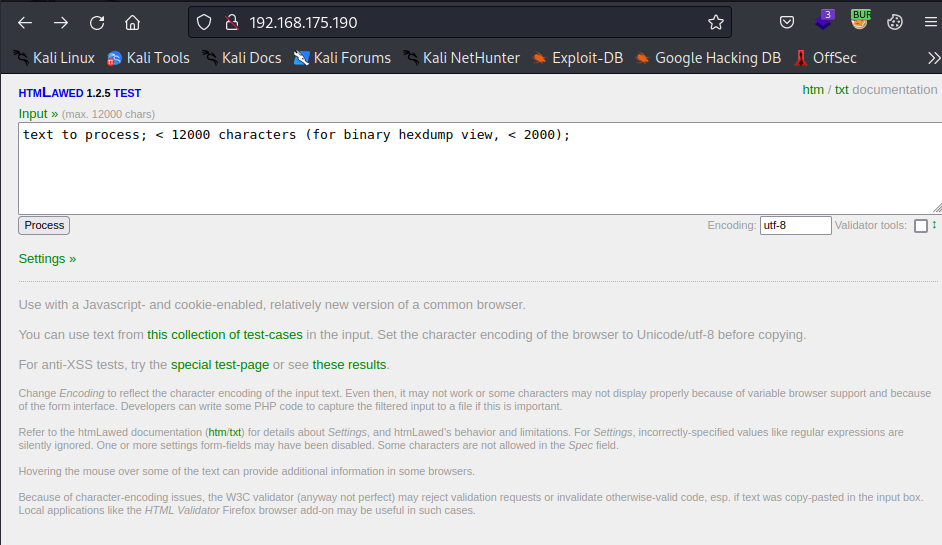 192.168.175.190
3
BUR
Kali Linux Kali Tools Kali Docs Kali Forums Kali NetHunter Exploit-DB Google Hacking DB OffSec
HTMLAWED 1.2.5 TEST
htm / txt documentation
Input » (max. 12000 chars)
text to process; < 12000 characters (for binary hexdump view, < 2000);
Process
Encoding: utf-8 Validator tools:
Settings »
Use with a Javascript- and cookie-enabled, relatively new version of a common browser.
You can use text from this collection of test-cases in the input. Set the character encoding of the browser to Unicode/utf-8 before copying.
For anti-XSS tests, try the special test-page or see these results.
Change Encoding to reflect the character encoding of the input text. Even then, it may not work or some characters may not display properly because of variable browser support and because
of the form interface. Developers can write some PHP code to capture the filtered input to a file if this is important.
Refer to the htmLawed documentation (htm/txt) for details about Settings, and htmLawed's behavior and limitations. For Settings, incorrectly-specified values like regular expressions are
silently ignored. One or more settings form-fields may have been disabled. Some characters are not allowed in the Spec field.
Hovering the mouse over some of the text can provide additional information in some browsers.
Because of character-encoding issues, the W3C validator (anyway not perfect) may reject validation requests or invalidate otherwise-valid code, esp. if text was copy-pasted in the input box.
Local applications like the HTML Validator Firefox browser add-on may be useful in such cases.